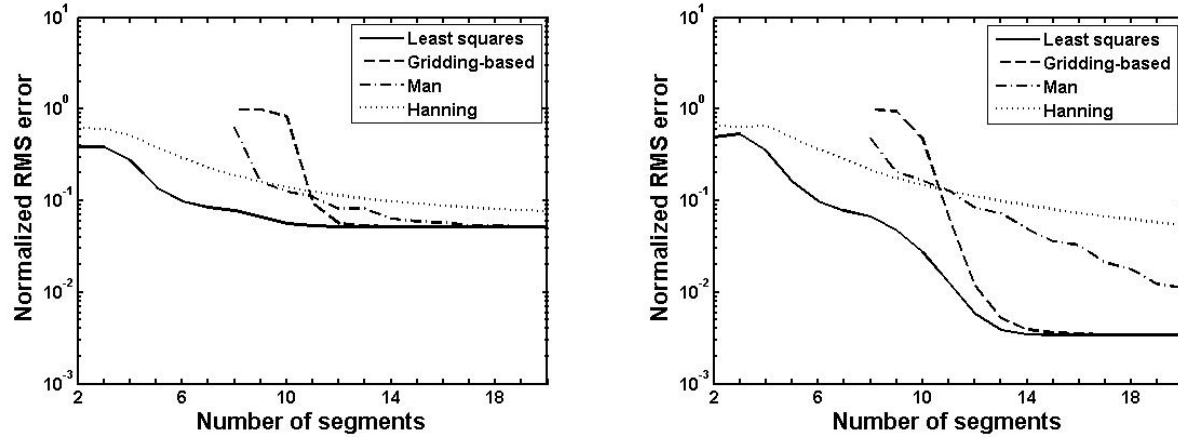 Normalized RMS error
10^1
10^0
10^-1
10^-2
10^-3
Least squares
Gridding-based
Man
Hanning
2 6 10 14 18
Number of segments
Normalized RMS error
10^1
10^0
10^-1
10^-2
10^-3
Least squares
Gridding-based
Man
Hanning
2 6 10 14 18
Number of segments